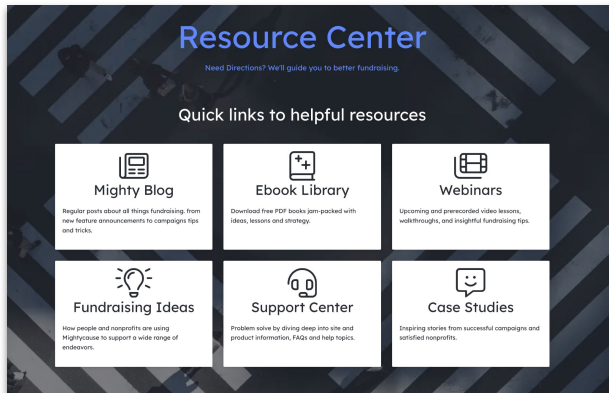 Resource Center
Need Directions? We'll guide you to better fundraising.
Quick links to helpful resources
Mighty Blog
Regular posts about all things fundraising. from
new feature announcements to campaigns tips
and tricks.
Ebook Library
Download free PDF books jam-packed with
ideas, lessons and strategy.
Webinars
Upcoming and prerecorded video lessons,
walkthroughs, and insightful fundraising tips.
Fundraising Ideas
How people and nonprofits are using
Mightycause to support a wide range of
endeavors.
Support Center
Problem solve by diving deep into site and
product information, FAQs and help topics.
Case Studies
Inspiring stories from successful campaigns and
satisfied nonprofits.